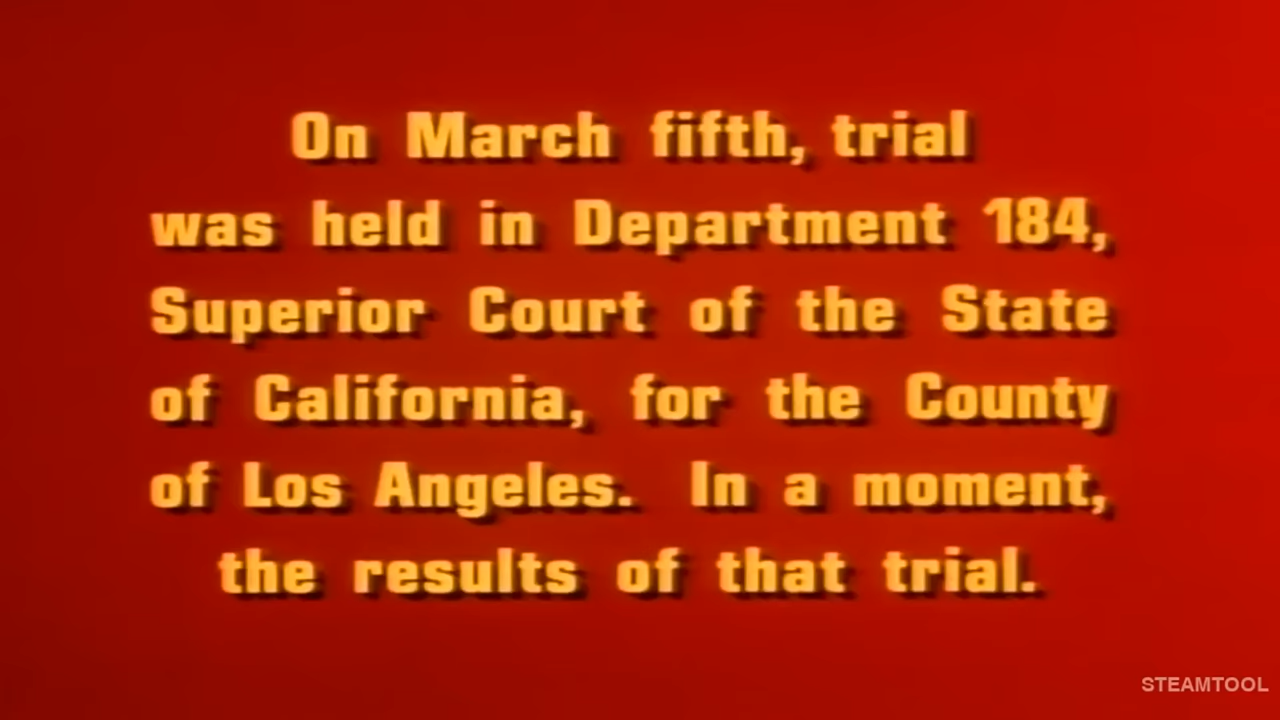 On March fifth, trial
was held in Department 184,
Superior Court of the State
of California, for the County
of Los Angeles. In a moment,
the results of that trial.
STEAMTOOL